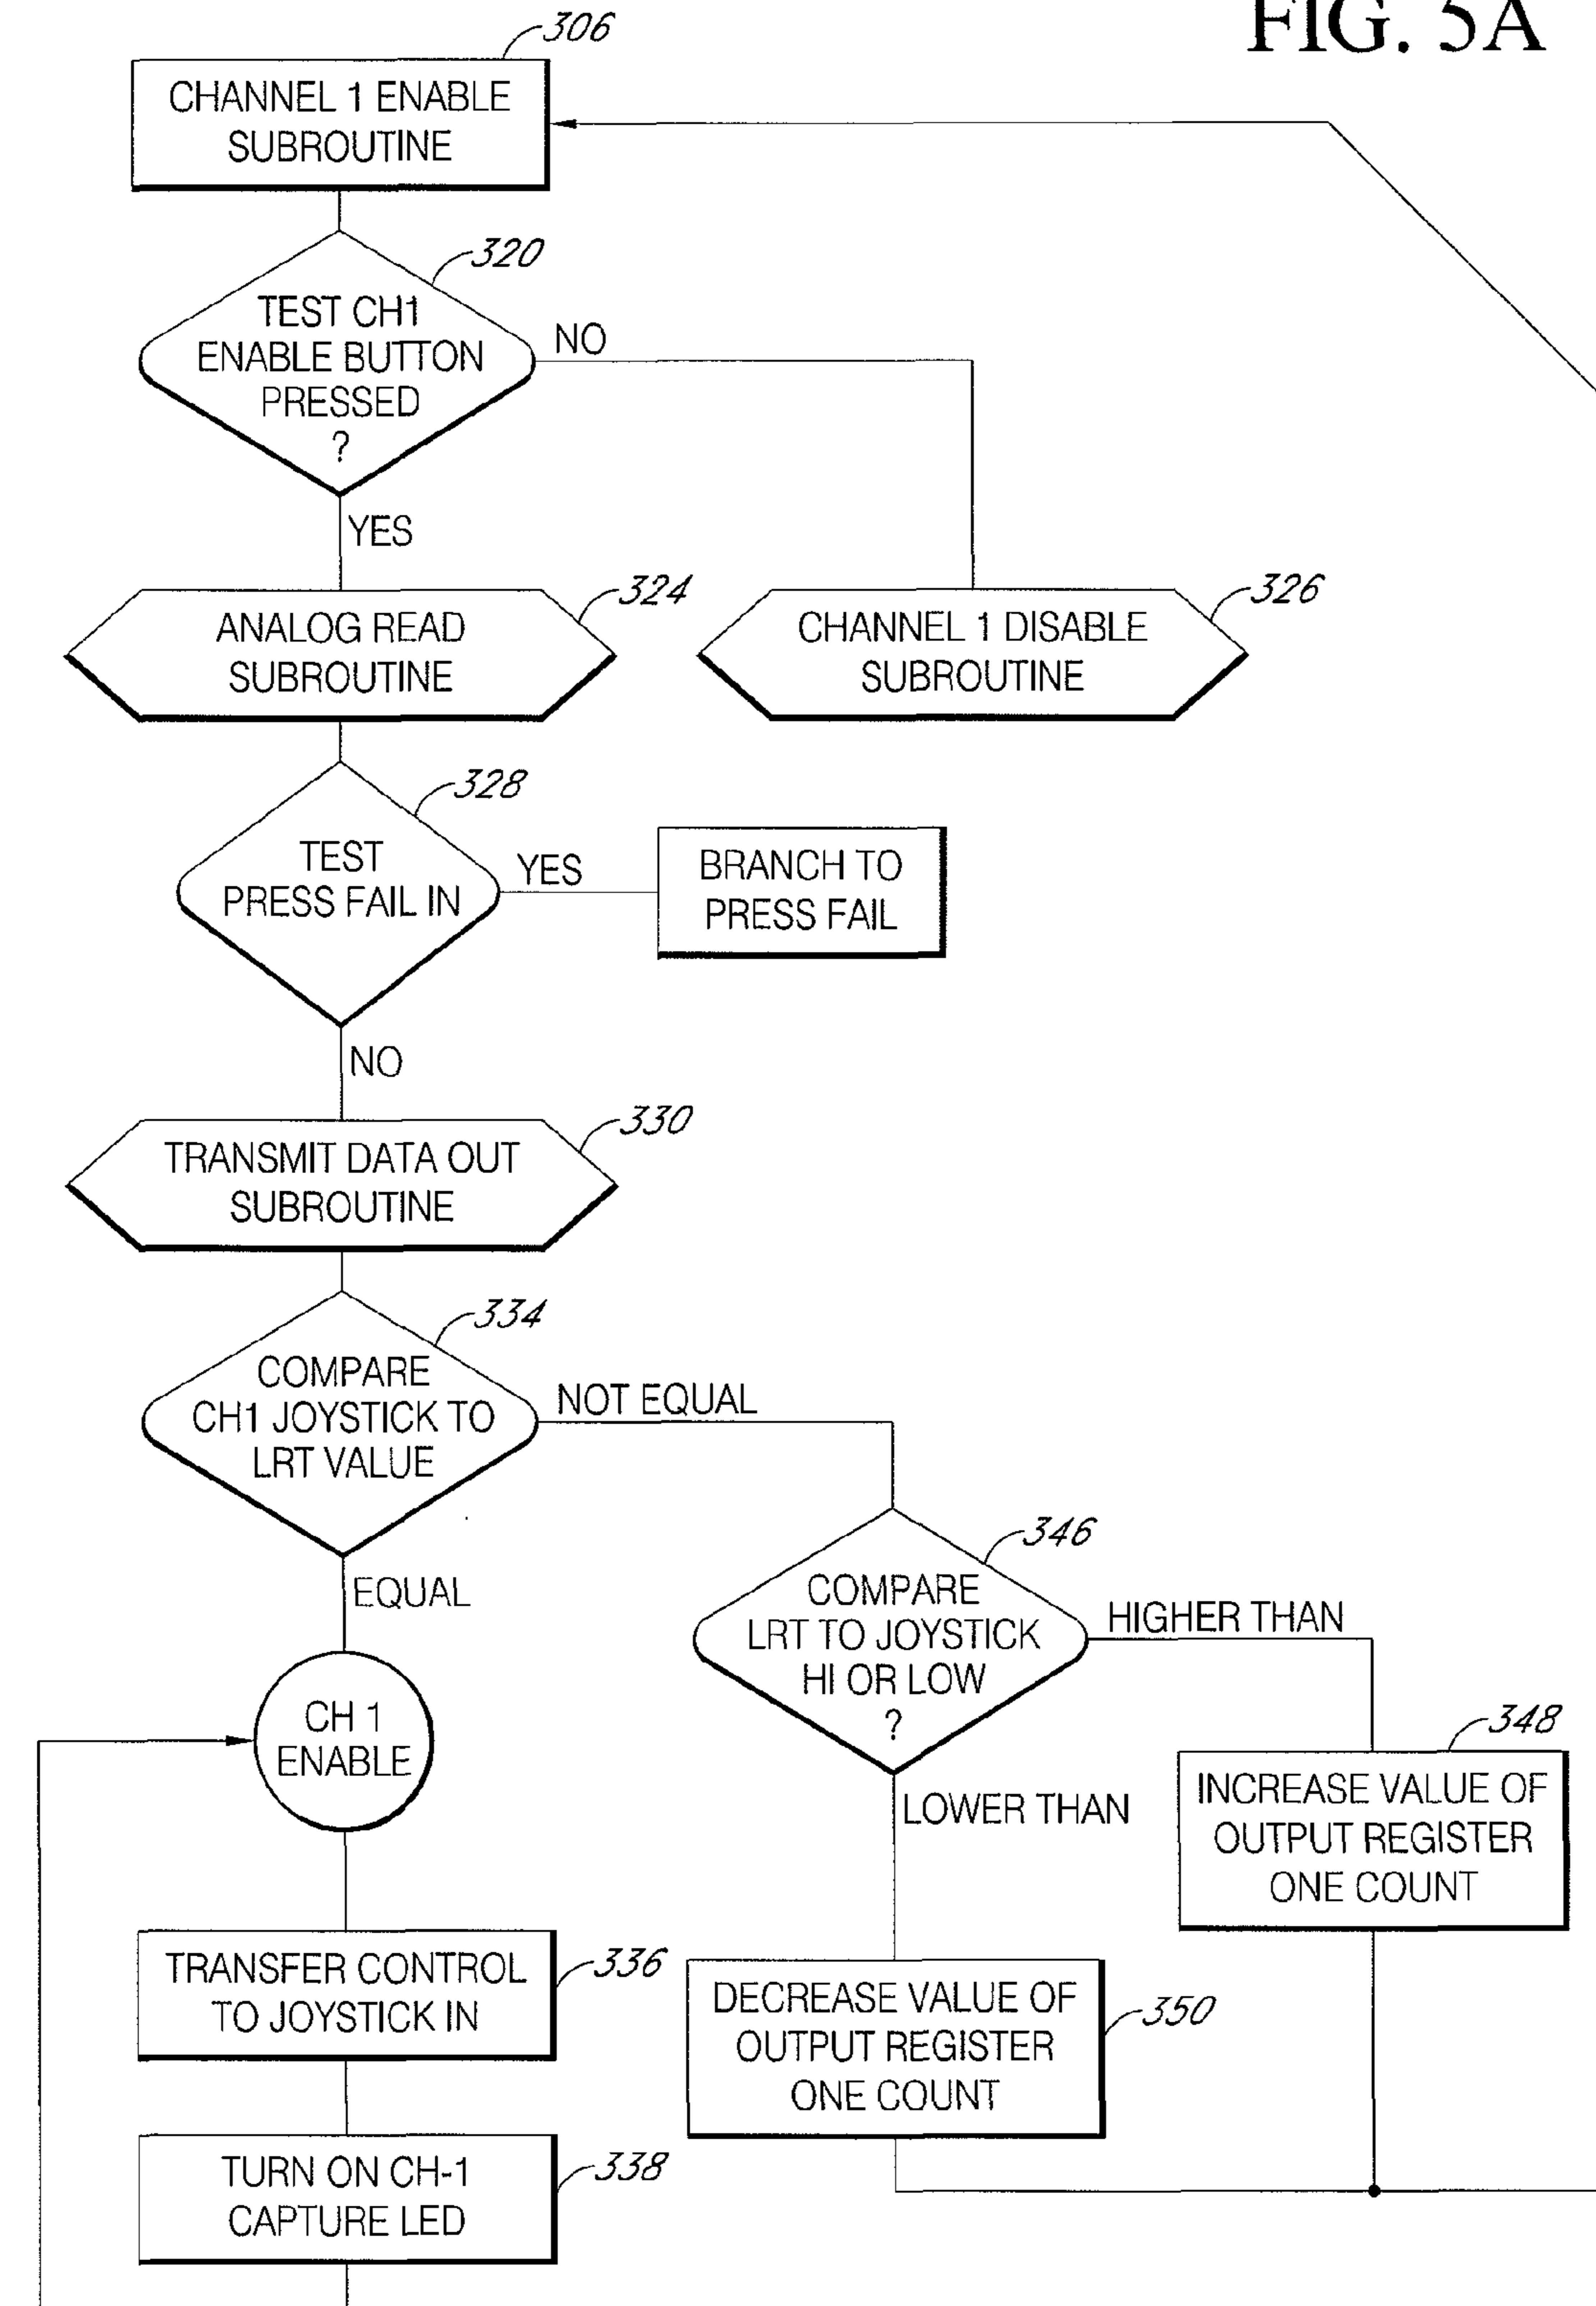 FIG. 5A
306
CHANNEL 1 ENABLE
SUBROUTINE
320
TEST CH1
ENABLE BUTTON
PRESSED
?
NO
YES
324
ANALOG READ
SUBROUTINE
326
CHANNEL 1 DISABLE
SUBROUTINE
328
TEST
PRESS FAIL IN
YES
BRANCH TO
PRESS FAIL
NO
330
TRANSMIT DATA OUT
SUBROUTINE
334
COMPARE
CH1 JOYSTICK TO
LRT VALUE
NOT EQUAL
EQUAL
346
COMPARE
LRT TO JOYSTICK
HI OR LOW
?
HIGHER THAN
LOWER THAN
CH 1
ENABLE
348
INCREASE VALUE OF
OUTPUT REGISTER
ONE COUNT
TRANSFER CONTROL
TO JOYSTICK IN
336
DECREASE VALUE OF
OUTPUT REGISTER
ONE COUNT
350
TURN ON CH-1
CAPTURE LED
338